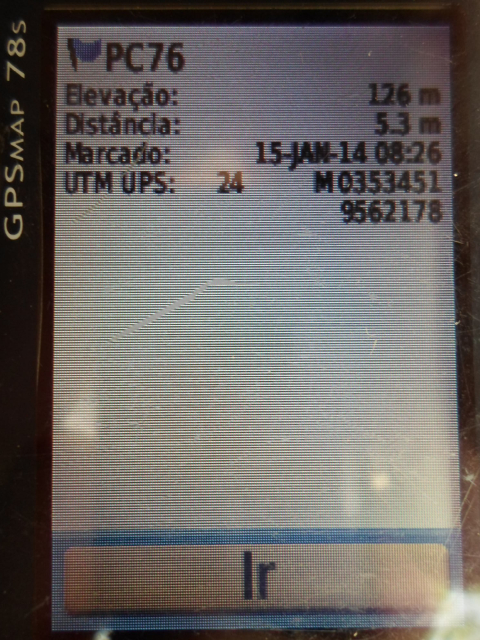 GPSMAP 78s
PC76
Elevação: 126 m
Distância: 5.3 m
Marcado: 15-JAN-14 08:26
UTM UPS: 24 M 0353451
9562178
Ir